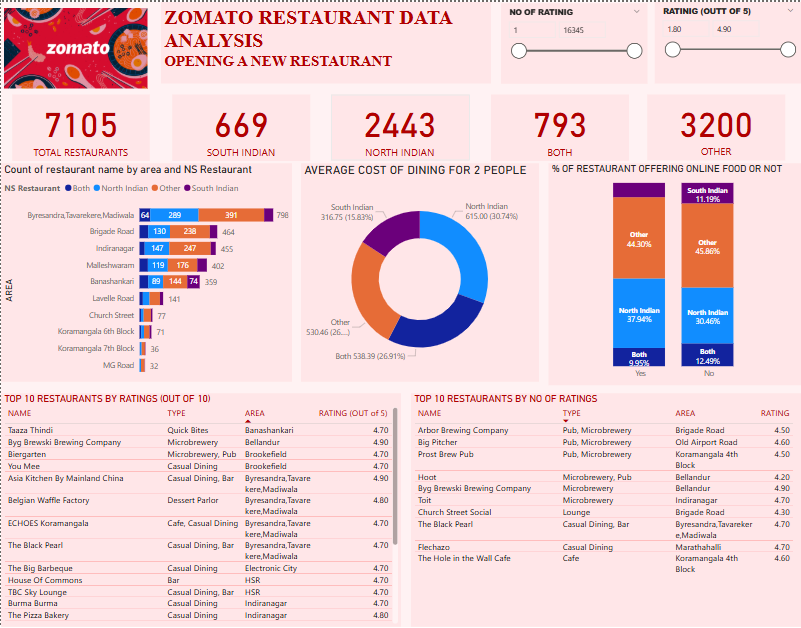 zomato
ZOMATO RESTAURANT DATA
ANALYSIS
OPENING A NEW RESTAURANT
NO OF RATINIG
1 16345
RATINIG (OUTT OF 5)
1.80 4.90
7105
TOTAL RESTAURANTS
669
SOUTH INDIAN
2443
NORTH INDIAN
793
BOTH
3200
OTHER
Count of restaurant name by area and NS Restaurant
NS Restaurant Both North Indian Other South Indian
AREA
Byresandra,Tavarekere,Madiwala 64 289 391 798
Brigade Road 130 238 464
Indiranagar 147 247 455
Malleshwaram 119 176 402
Banashankari 89 144 74 359
Lavelle Road 141
Church Street 77
Koramangala 6th Block 71
Koramangala 7th Block 36
MG Road 32
AVERAGE COST OF DINING FOR 2 PEOPLE
South Indian
316.75 (15.83%)
North Indian
615.00 (30.74%)
Other
530.46 (26....)
Both 538.39 (26.91%)
% OF RESTAURANT OFFERING ONLINE FOOD OR NOT
Other
44.30%
North Indian
37.94%
Both
9.95%
Yes
South Indian
11.19%
Other
45.86%
North Indian
30.46%
Both
12.49%
No
TOP 10 RESTAURANTS BY RATINGS (OUT OF 10)
NAME TYPE AREA RATING (OUT of 5)
Taaza Thindi Quick Bites Banashankari 4.70
Byg Brewski Brewing Company Microbrewery Bellandur 4.90
Biergarten Microbrewery, Pub Brookefield 4.70
You Mee Casual Dining Brookefield 4.70
Asia Kitchen By Mainland China Casual Dining, Bar Byresandra,Tavare 4.90
kere,Madiwala
Belgian Waffle Factory Dessert Parlor Byresandra,Tavare 4.80
kere,Madiwala
ECHOES Koramangala Cafe, Casual Dining Byresandra,Tavare 4.70
kere,Madiwala
The Black Pearl Casual Dining, Bar Byresandra,Tavare 4.70
kere,Madiwala
The Big Barbeque Casual Dining Electronic City 4.70
House Of Commons Bar HSR 4.70
TBC Sky Lounge Casual Dining, Bar HSR 4.70
Burma Burma Casual Dining Indiranagar 4.70
The Pizza Bakery Casual Dining Indiranagar 4.80
TOP 10 RESTAURANTS BY NO OF RATINGS
NAME TYPE AREA RATING
Arbor Brewing Company Pub, Microbrewery Brigade Road 4.50
Big Pitcher Pub, Microbrewery Old Airport Road 4.60
Prost Brew Pub Pub, Microbrewery Koramangala 4th 4.50
Block
Hoot Microbrewery, Pub Bellandur 4.20
Byg Brewski Brewing Company Microbrewery Bellandur 4.90
Toit Microbrewery Indiranagar 4.70
Church Street Social Lounge Brigade Road 4.30
The Black Pearl Casual Dining, Bar Byresandra,Tavareker 4.70
e,Madiwala
Flechazo Casual Dining Marathahalli 4.70
The Hole in the Wall Cafe Cafe Koramangala 4th 4.60
Block